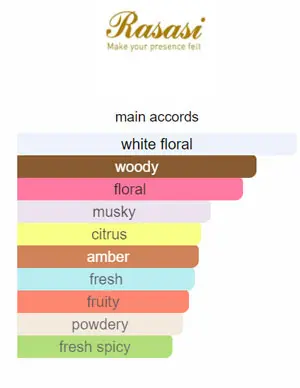 Rasasi
Make your presence felt
main accords
white floral
woody
floral
musky
citrus
amber
fresh
fruity
powdery
fresh spicy